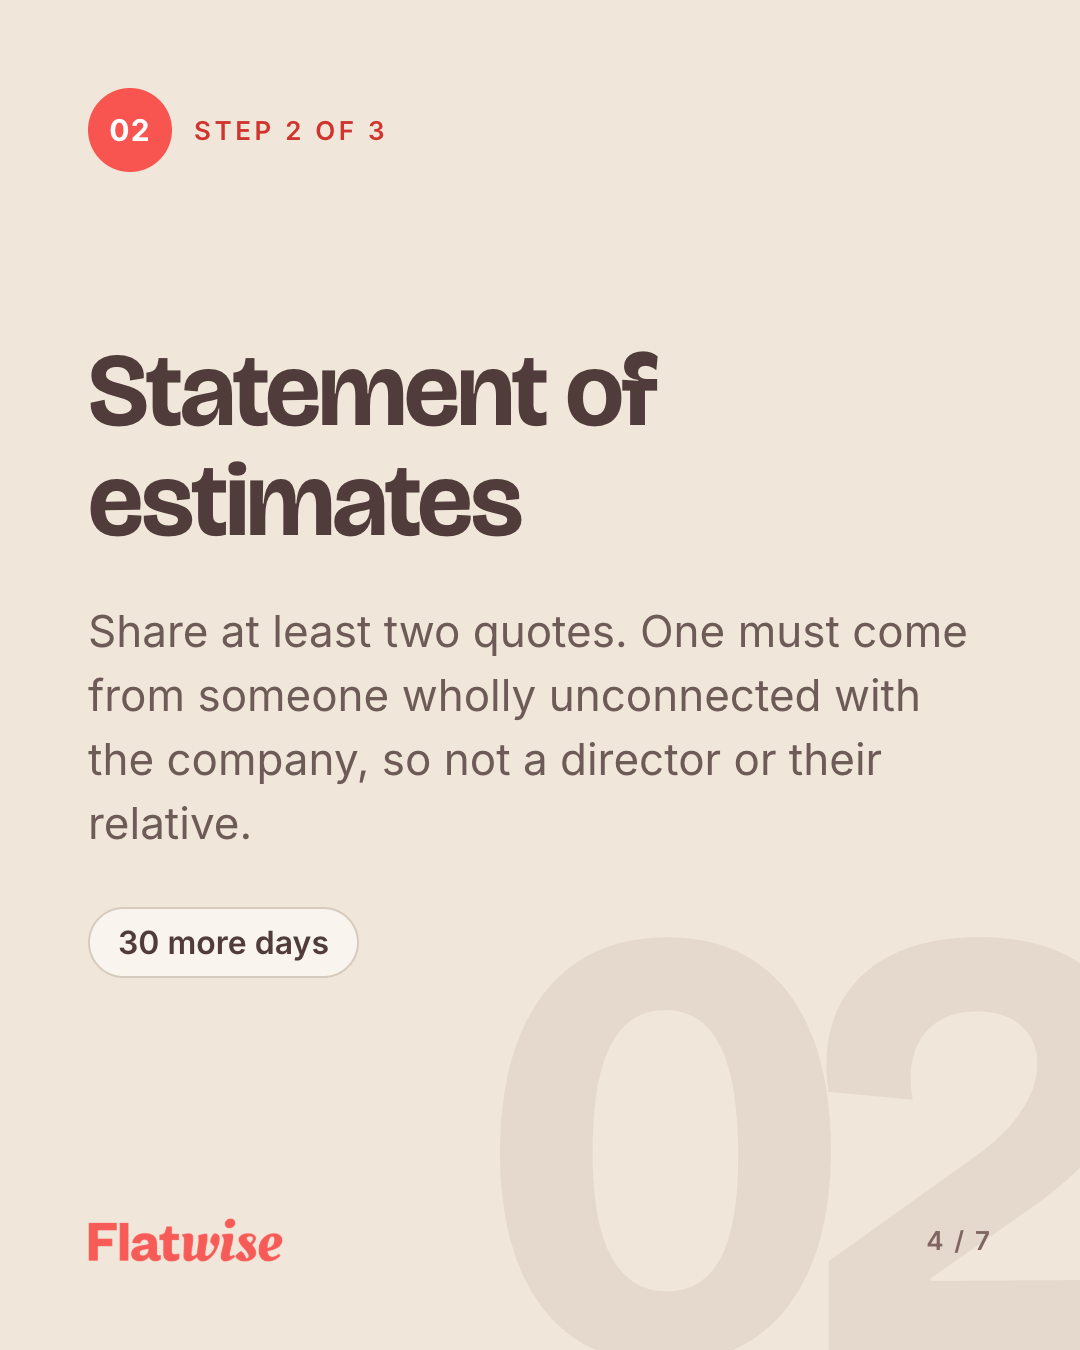 02
STEP 2 OF 3
Statement of
estimates
Share at least two quotes. One must come
from someone wholly unconnected with
the company, so not a director or their
relative.
30 more days
02
Flatwise
4 / 7